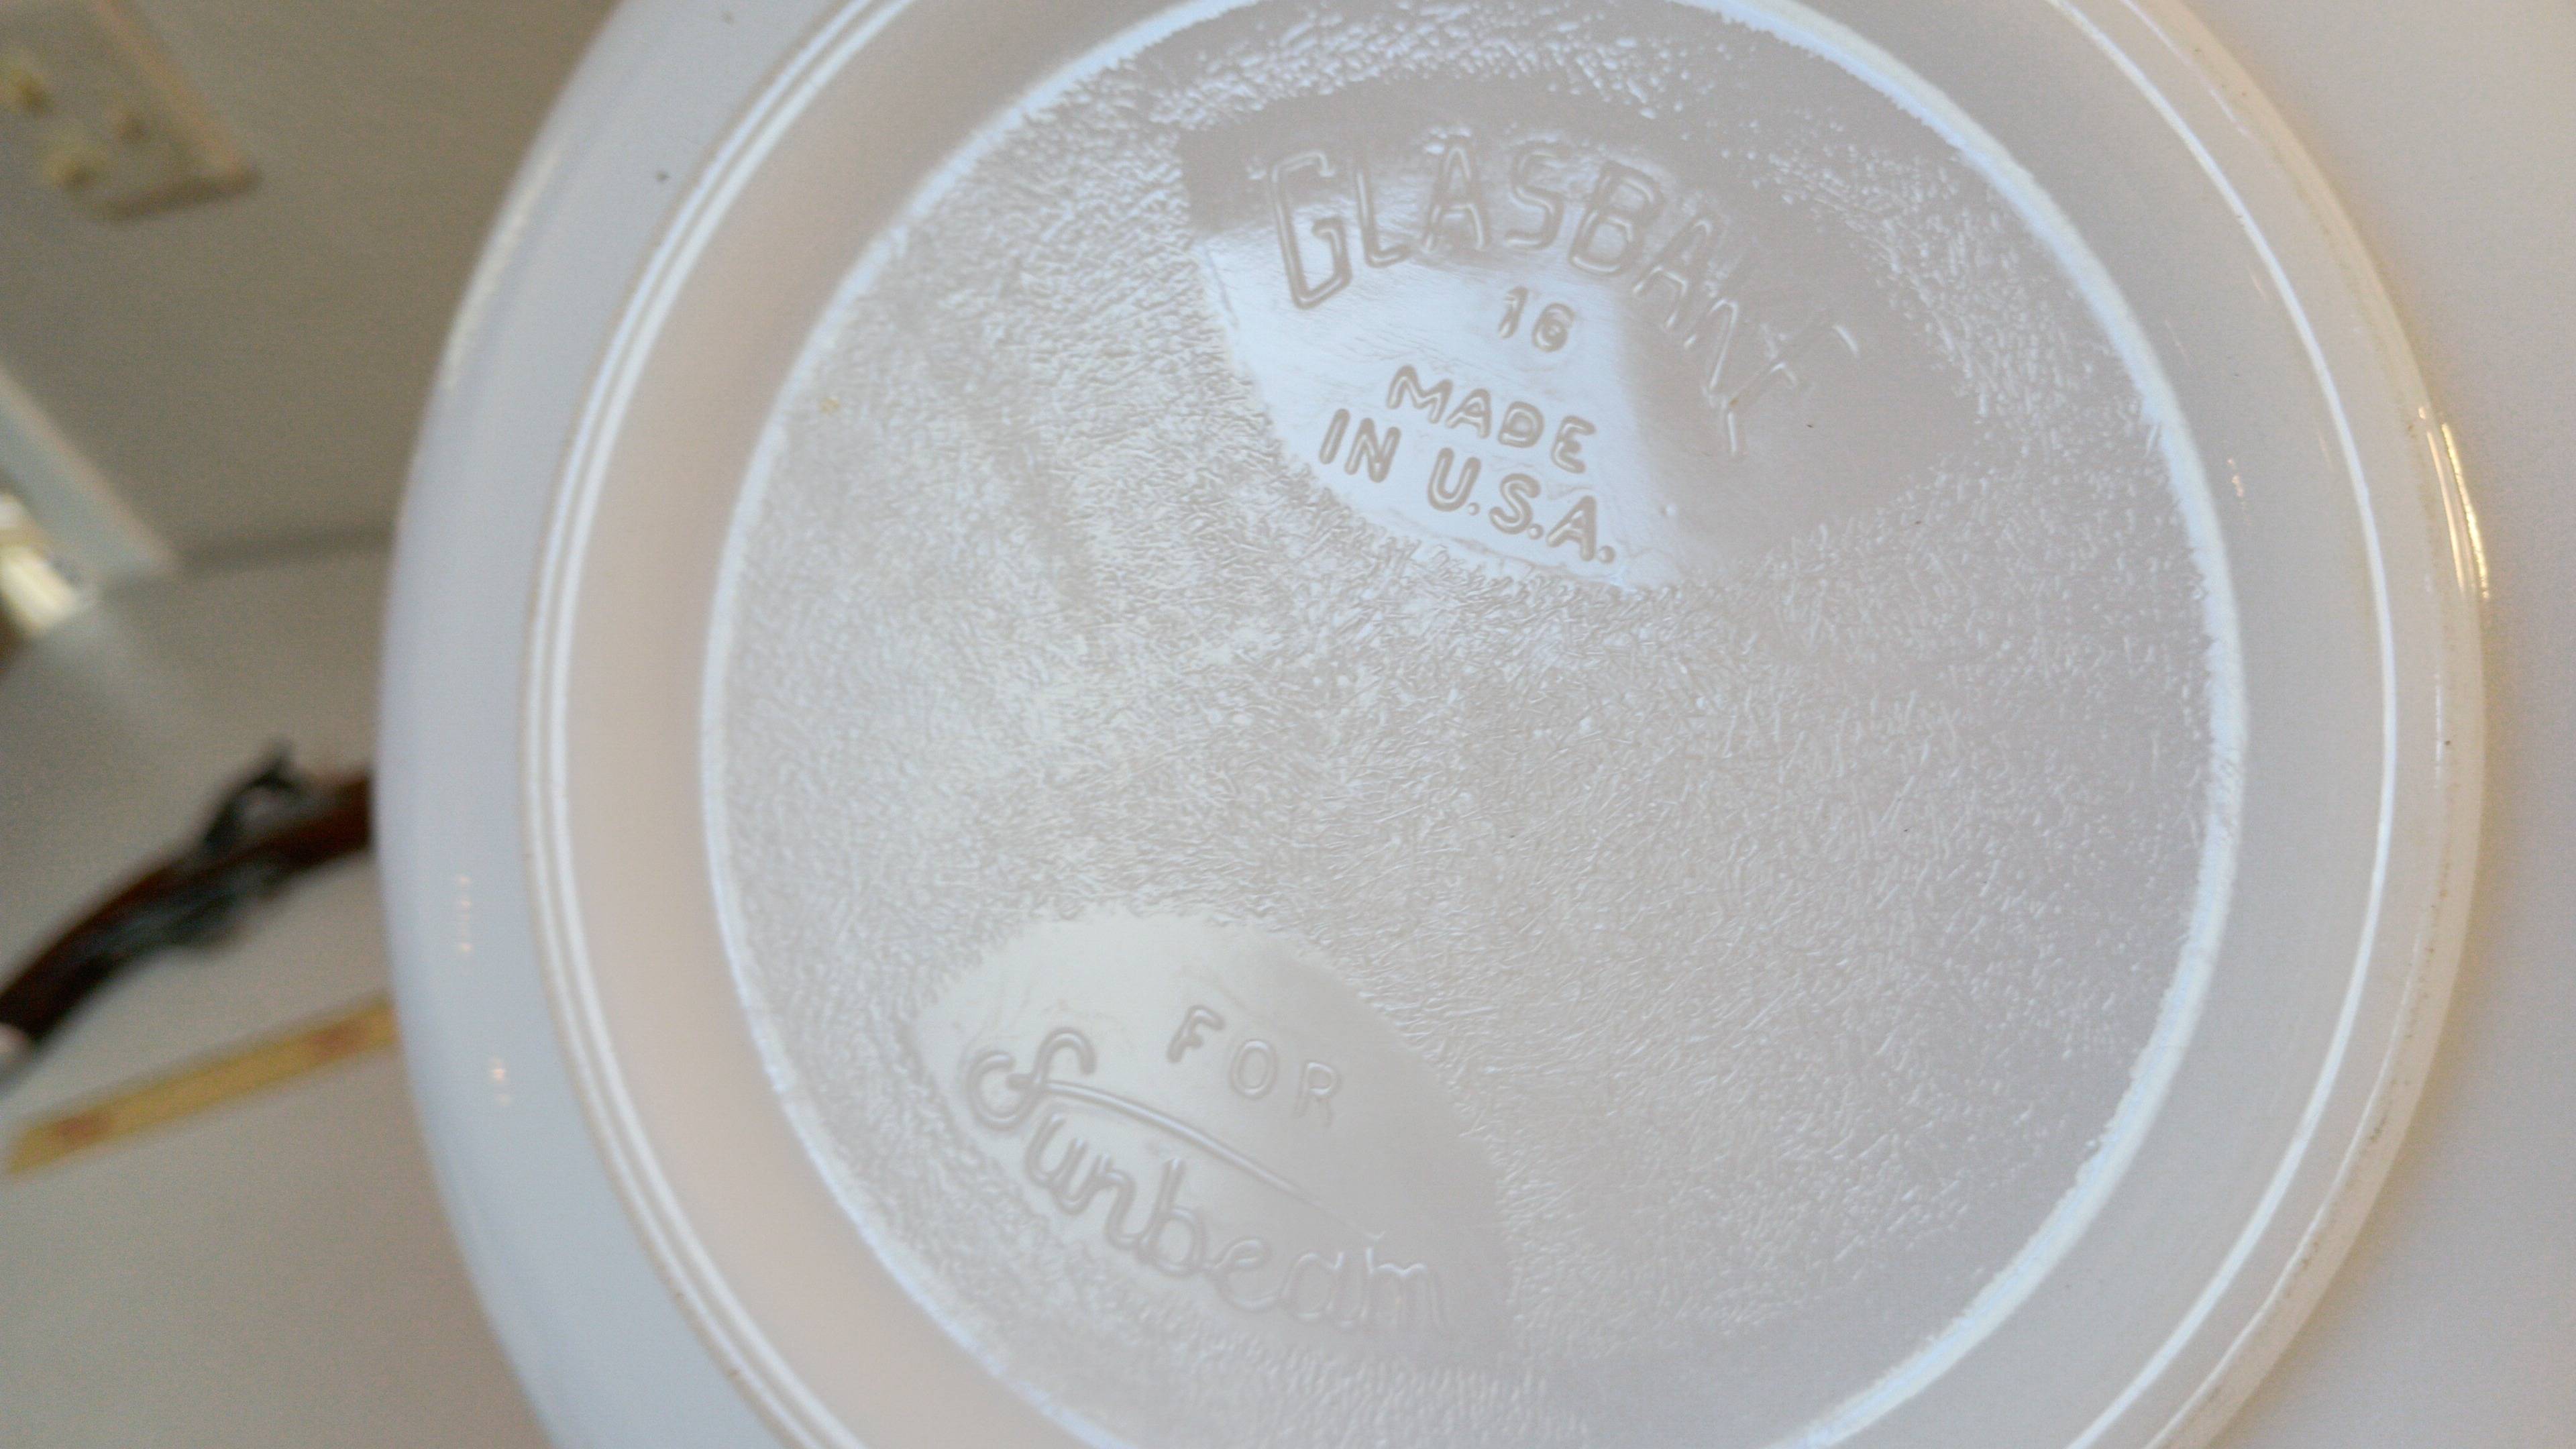 GLASBAKE
16
MADE
IN U.S.A.
FOR
Sunbeam